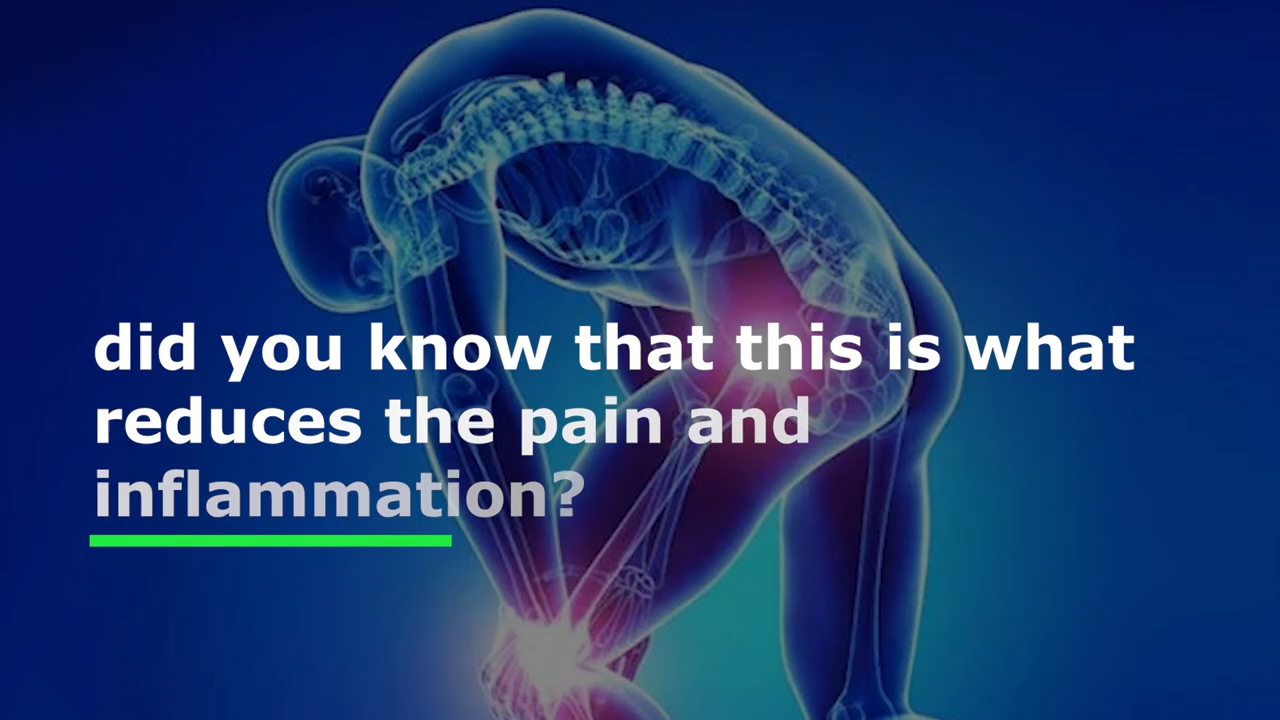 did you know that this is what
reduces the pain and
inflammation?